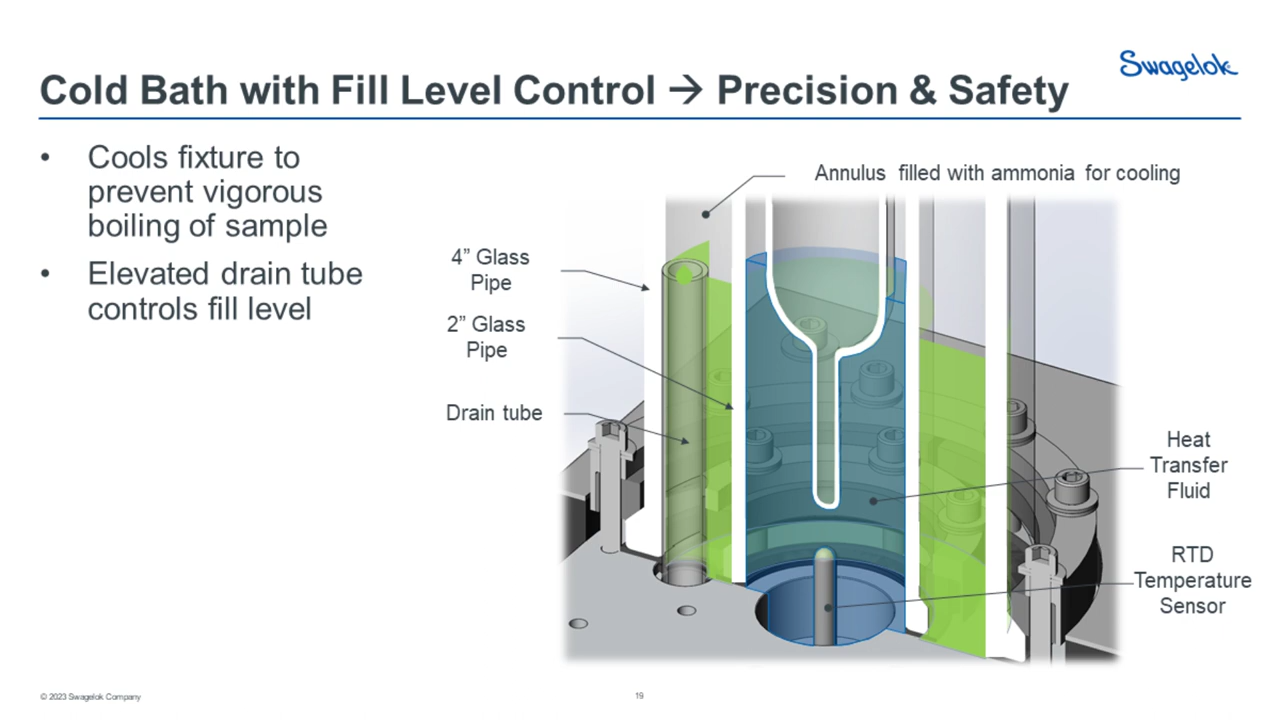 Swagelok
Cold Bath with Fill Level Control → Precision & Safety
• Cools fixture to
prevent vigorous
boiling of sample
• Elevated drain tube
controls fill level
Annulus filled with ammonia for cooling
4” Glass
Pipe
2” Glass
Pipe
Drain tube
Heat
Transfer
Fluid
RTD
Temperature
Sensor
© 2023 Swagelok Company
19